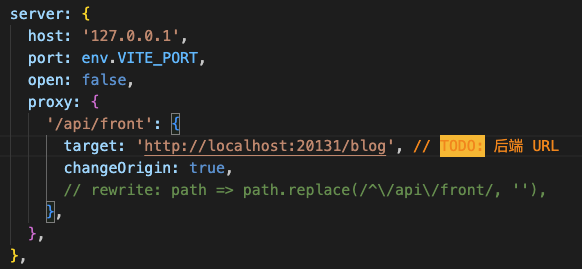 server: {
  host: '127.0.0.1',
  port: env.VITE_PORT,
  open: false,
  proxy: {
    '/api/front': {
      target: 'http://localhost:20131/blog', // TODO: 后端 URL
      changeOrigin: true,
      // rewrite: path => path.replace(/^\/api\/front/, ''),
    },
  },
},